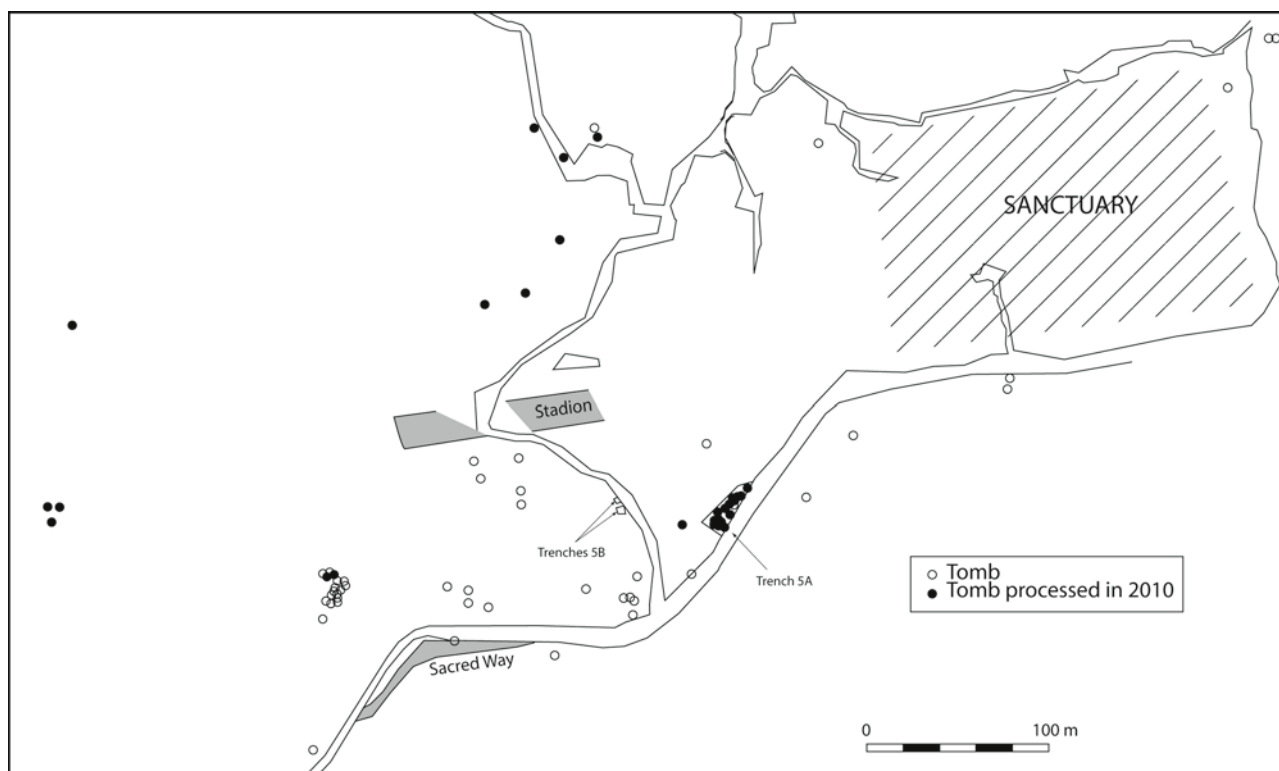 SANCTUARY
Stadion
Trenches 5B
Trench 5A
Tomb
Tomb processed in 2010
Sacred Way
0 100 m